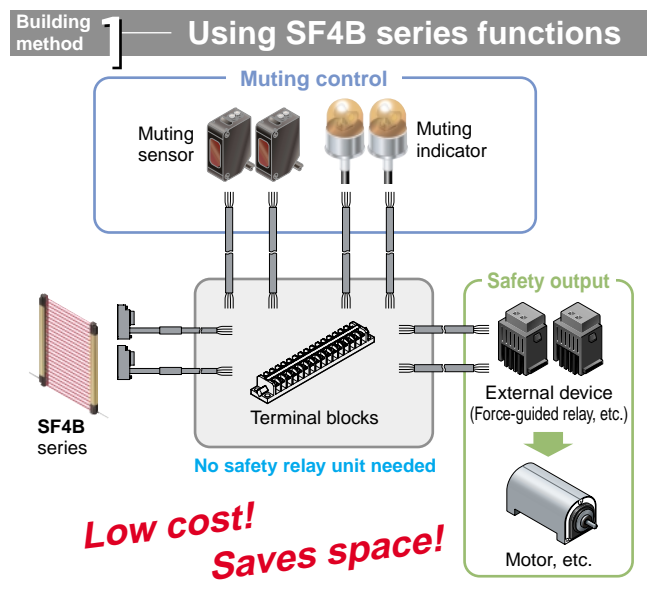 Building
method
1
Using SF4B series functions
Muting control
Muting
sensor
Muting
indicator
SF4B
series
Terminal blocks
No safety relay unit needed
Safety output
External device
(Force-guided relay, etc.)
Motor, etc.
Low cost!
Saves space!